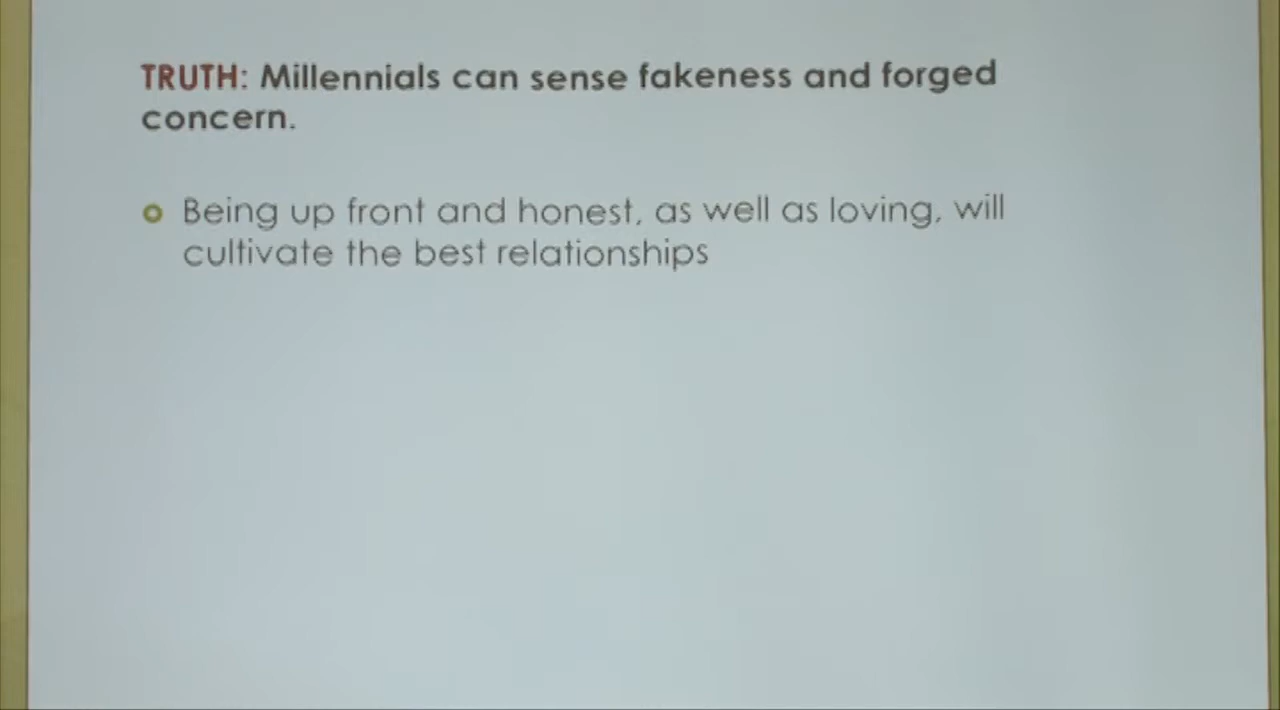 TRUTH: Millennials can sense fakeness and forged
concern.
Being up front and honest, as well as loving, will
cultivate the best relationships